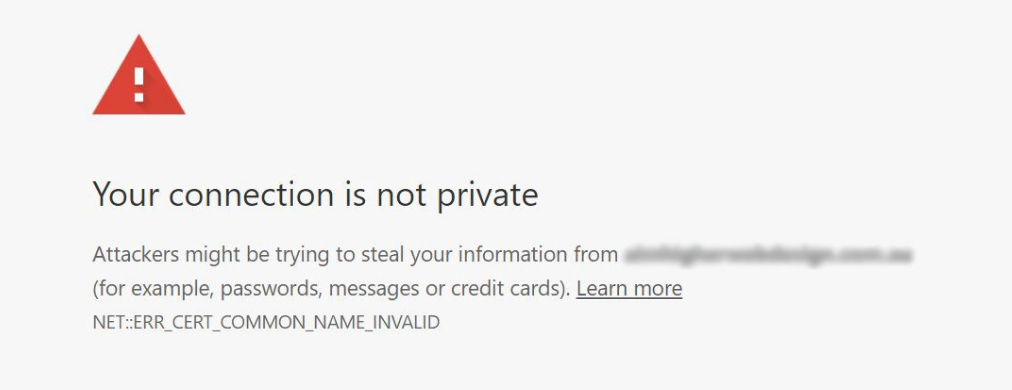 Your connection is not private
Attackers might be trying to steal your information from
(for example, passwords, messages or credit cards). Learn more
NET::ERR_CERT_COMMON_NAME_INVALID